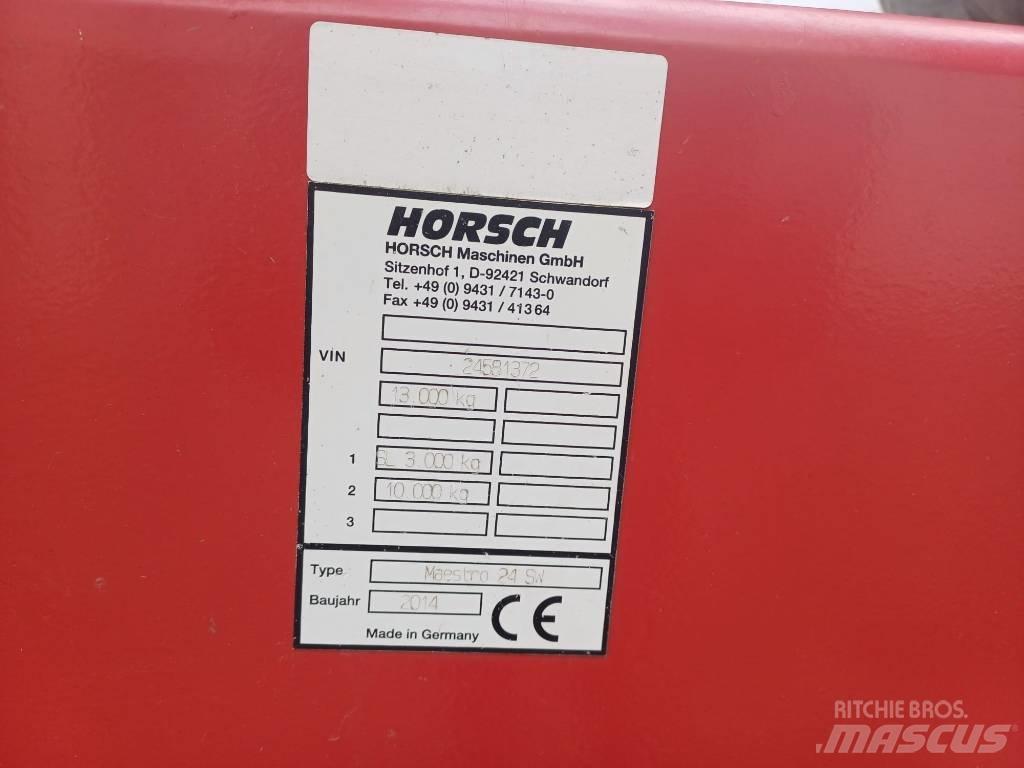 HORSCH
HORSCH Maschinen GmbH
Sitzenhof 1, D-92421 Schwandorf
Tel. +49 (0) 9431 / 7143-0
Fax +49 (0) 9431 / 41364
VIN 24581372
13.000 kg
1 SL 3.000 kg
2 10.000 kg
3
Type Maestro 24 SW
Baujahr 2014 CE
Made in Germany
RITCHIE BROS.
MASCUS